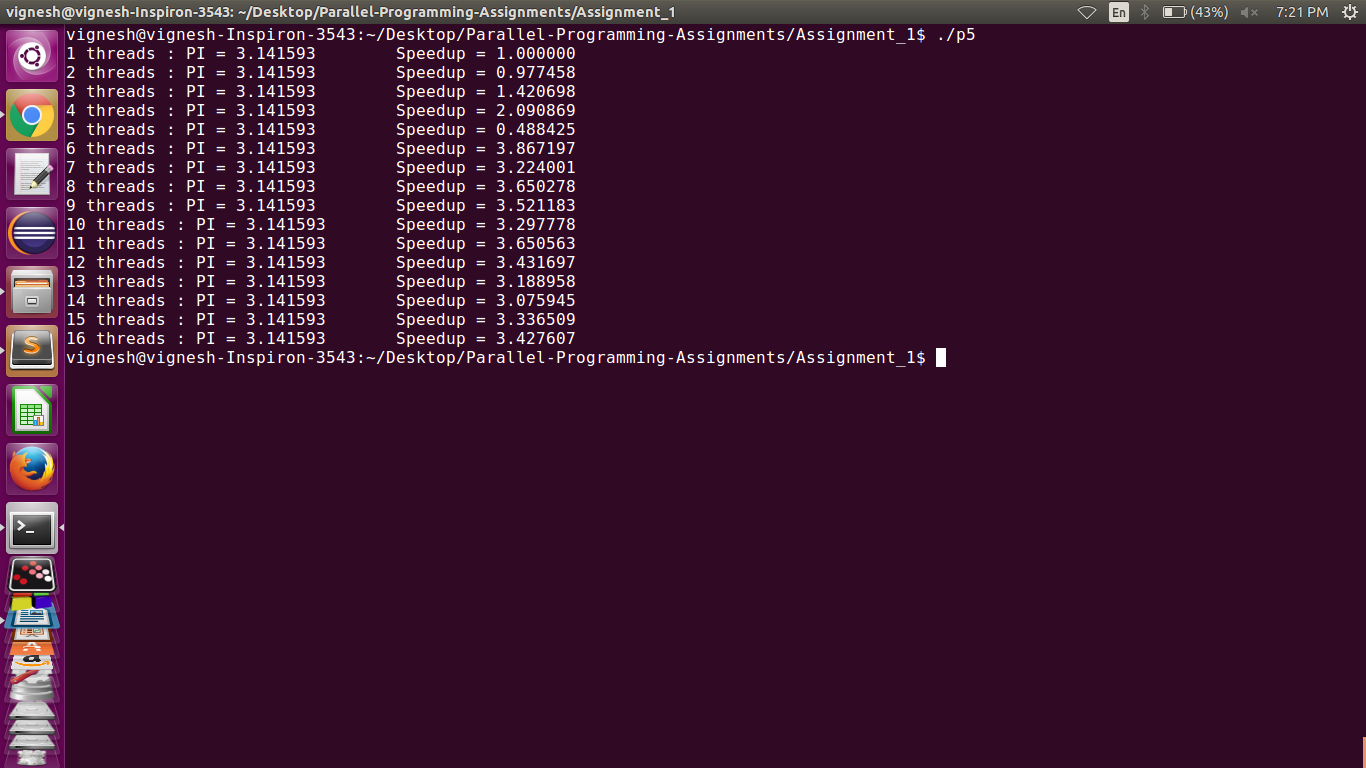 vignesh@vignesh-Inspiron-3543: ~/Desktop/Parallel-Programming-Assignments/Assignment_1
En (43%) 7:21 PM
vignesh@vignesh-Inspiron-3543:~/Desktop/Parallel-Programming-Assignments/Assignment_1$ ./p5
1 threads : PI = 3.141593        Speedup = 1.000000
2 threads : PI = 3.141593        Speedup = 0.977458
3 threads : PI = 3.141593        Speedup = 1.420698
4 threads : PI = 3.141593        Speedup = 2.090869
5 threads : PI = 3.141593        Speedup = 0.488425
6 threads : PI = 3.141593        Speedup = 3.867197
7 threads : PI = 3.141593        Speedup = 3.224001
8 threads : PI = 3.141593        Speedup = 3.650278
9 threads : PI = 3.141593        Speedup = 3.521183
10 threads : PI = 3.141593       Speedup = 3.297778
11 threads : PI = 3.141593       Speedup = 3.650563
12 threads : PI = 3.141593       Speedup = 3.431697
13 threads : PI = 3.141593       Speedup = 3.188958
14 threads : PI = 3.141593       Speedup = 3.075945
15 threads : PI = 3.141593       Speedup = 3.336509
16 threads : PI = 3.141593       Speedup = 3.427607
vignesh@vignesh-Inspiron-3543:~/Desktop/Parallel-Programming-Assignments/Assignment_1$